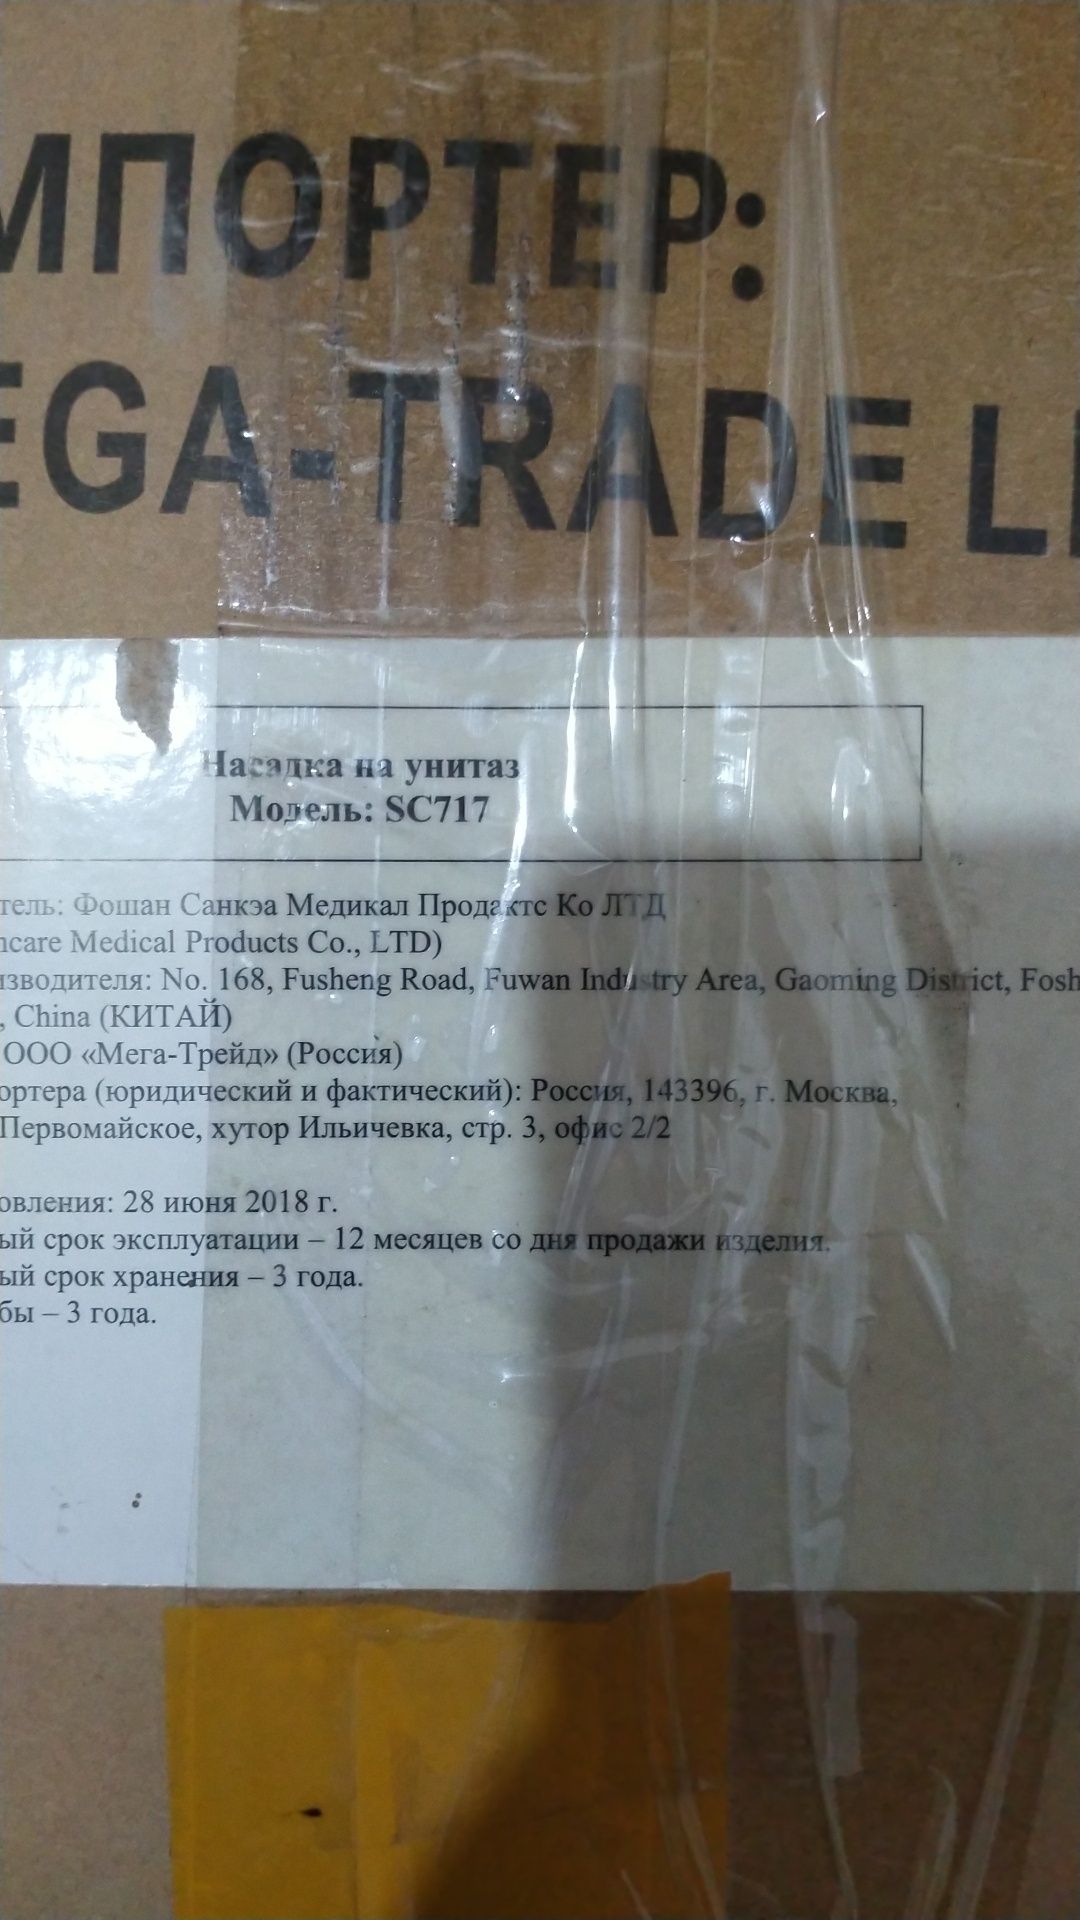 МПОРТЕР:
EGA-TRADE
Насадка на унитаз
Модель: SC717
тель: Фошан Санкэа Медикал Продактс Ко ЛТД
care Medical Products Co., LTD)
изводителя: No. 168, Fusheng Road, Fuwan Industry Area, Gaoming District, Fosh
, China (КИТАЙ)
ООО «Мега-Трейд» (Россия)
ортера (юридический и фактический): Россия, 143396, г. Москва,
Первомайское, хутор Ильичевка, стр. 3, офис 2/2
овления: 28 июня 2018 г.
ый срок эксплуатации – 12 месяцев со дня продажи изделия.
ый срок хранения – 3 года.
бы – 3 года.